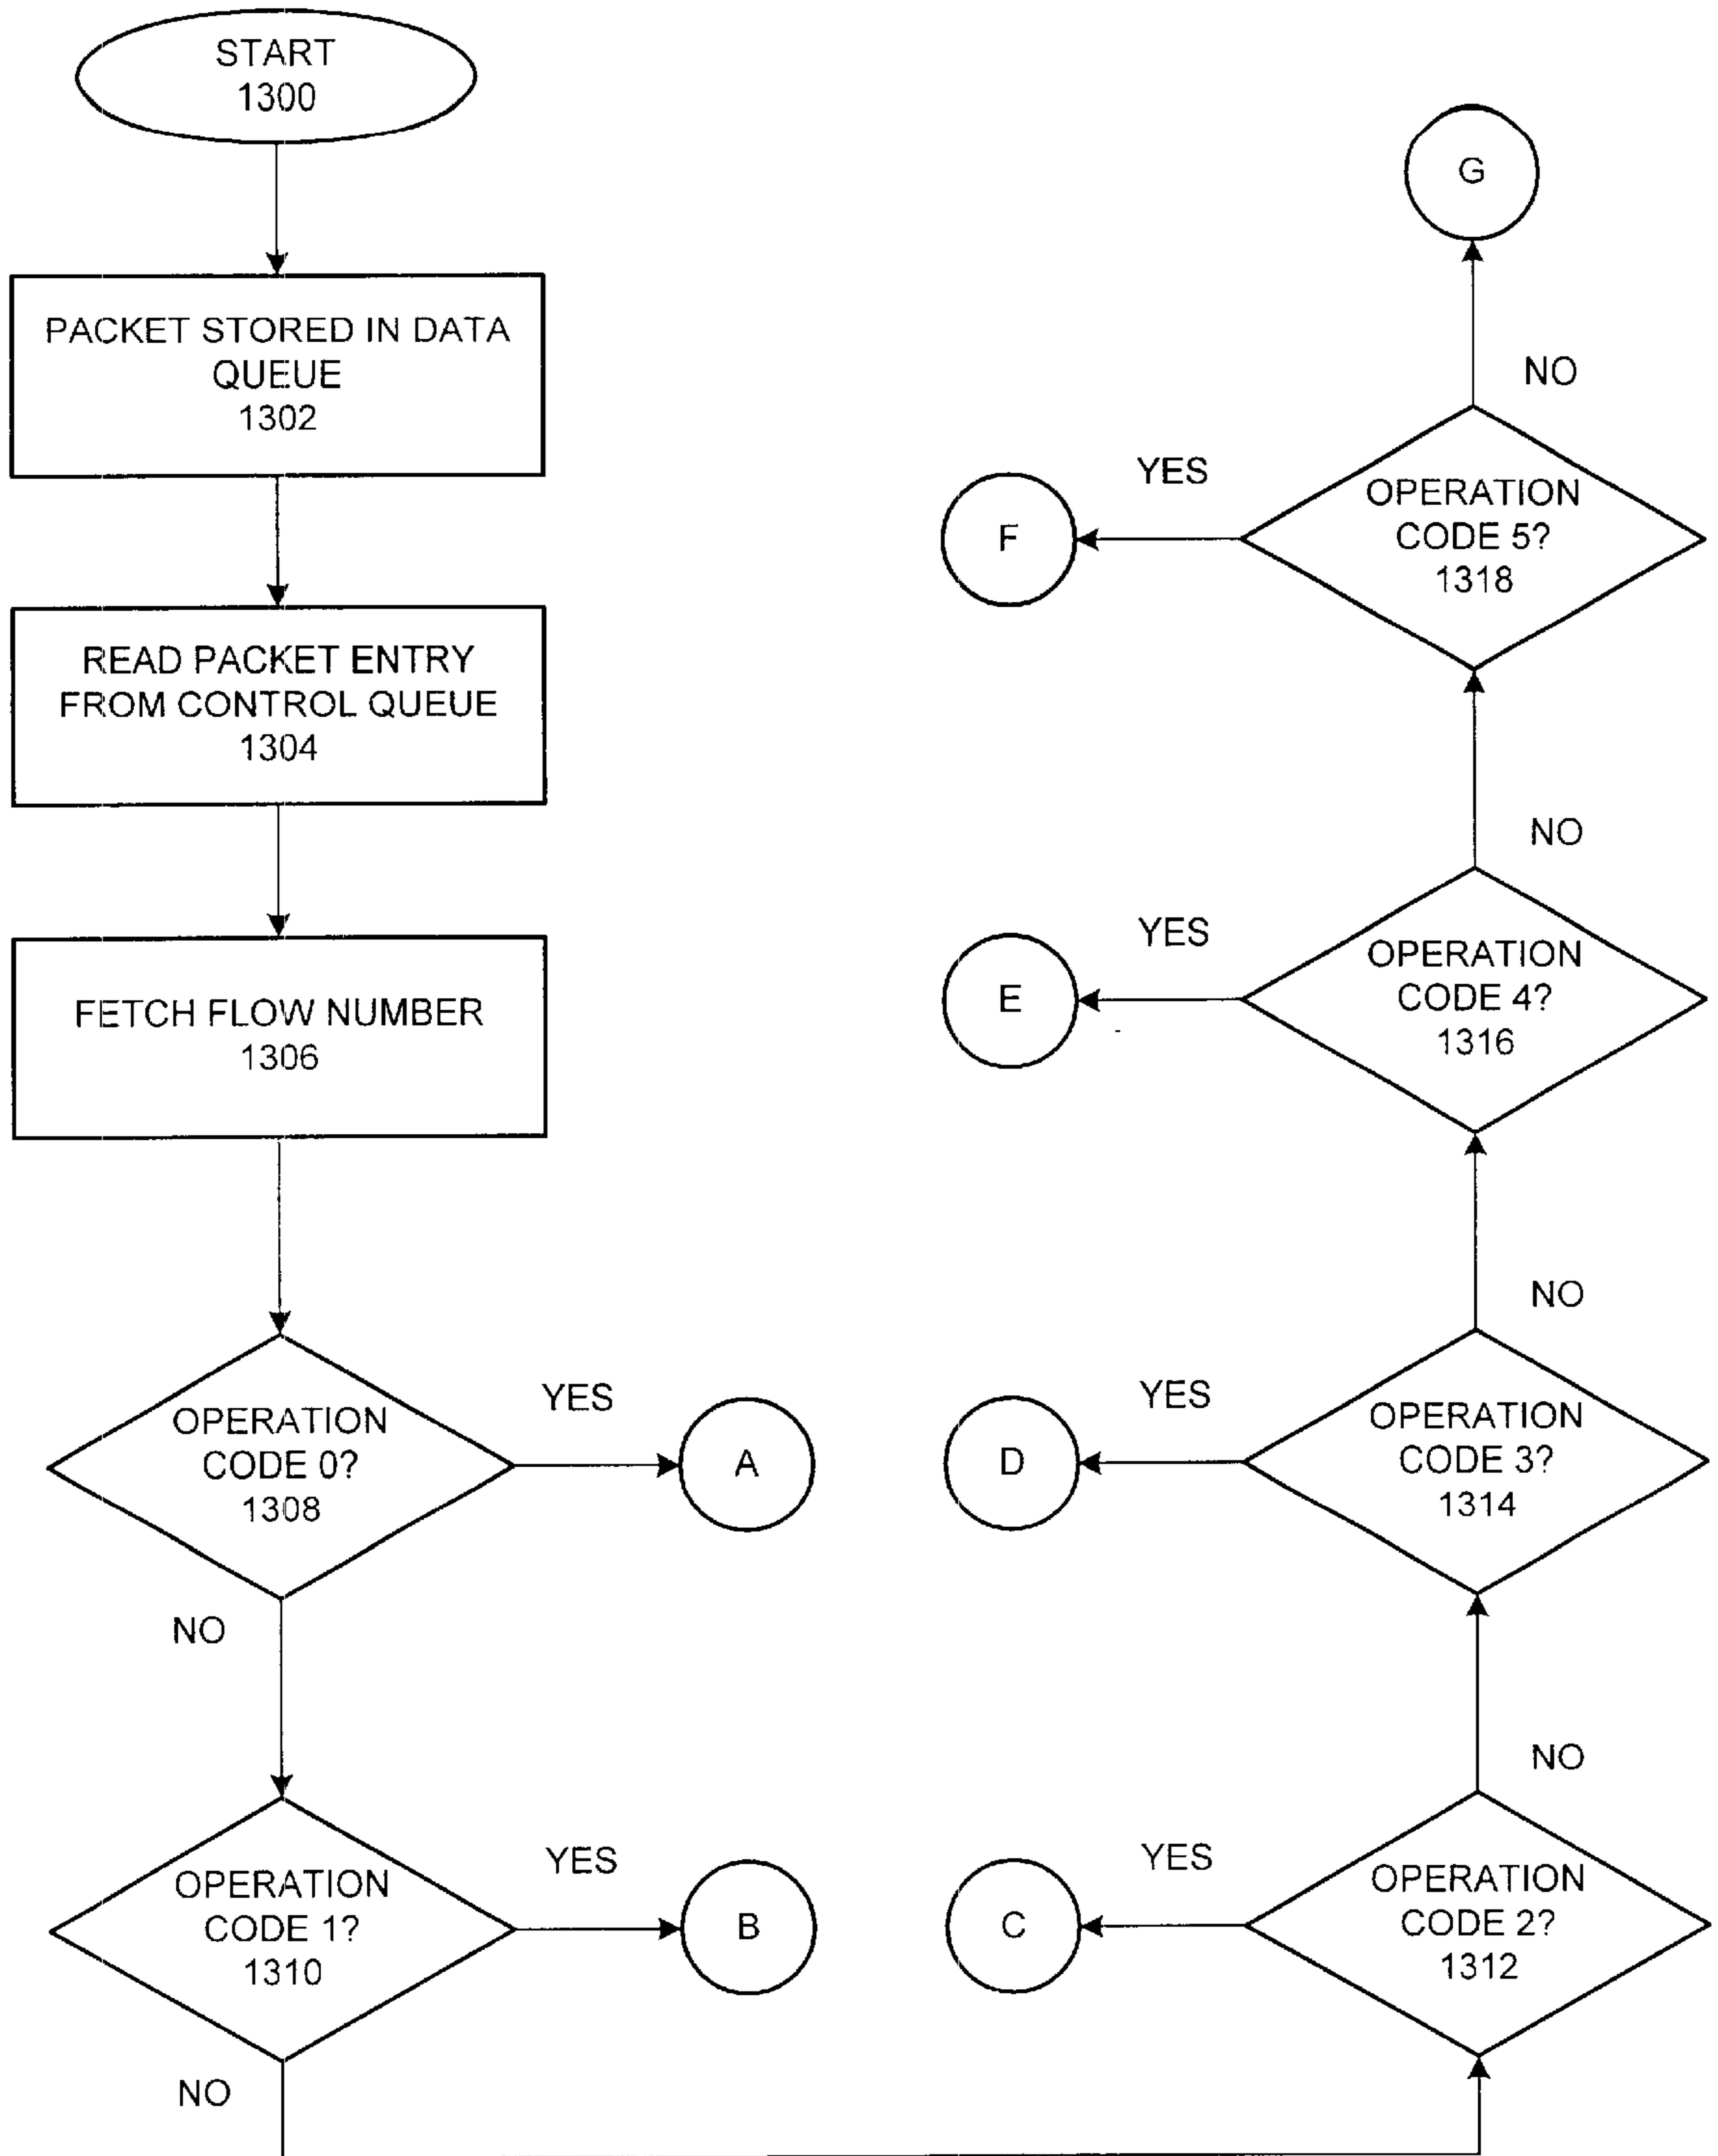 START
1300
PACKET STORED IN DATA
QUEUE
1302
READ PACKET ENTRY
FROM CONTROL QUEUE
1304
FETCH FLOW NUMBER
1306
OPERATION
CODE 0?
1308
YES
A
NO
OPERATION
CODE 1?
1310
YES
B
NO
OPERATION
CODE 2?
1312
YES
C
NO
OPERATION
CODE 3?
1314
YES
D
NO
OPERATION
CODE 4?
1316
YES
E
NO
OPERATION
CODE 5?
1318
YES
F
NO
G